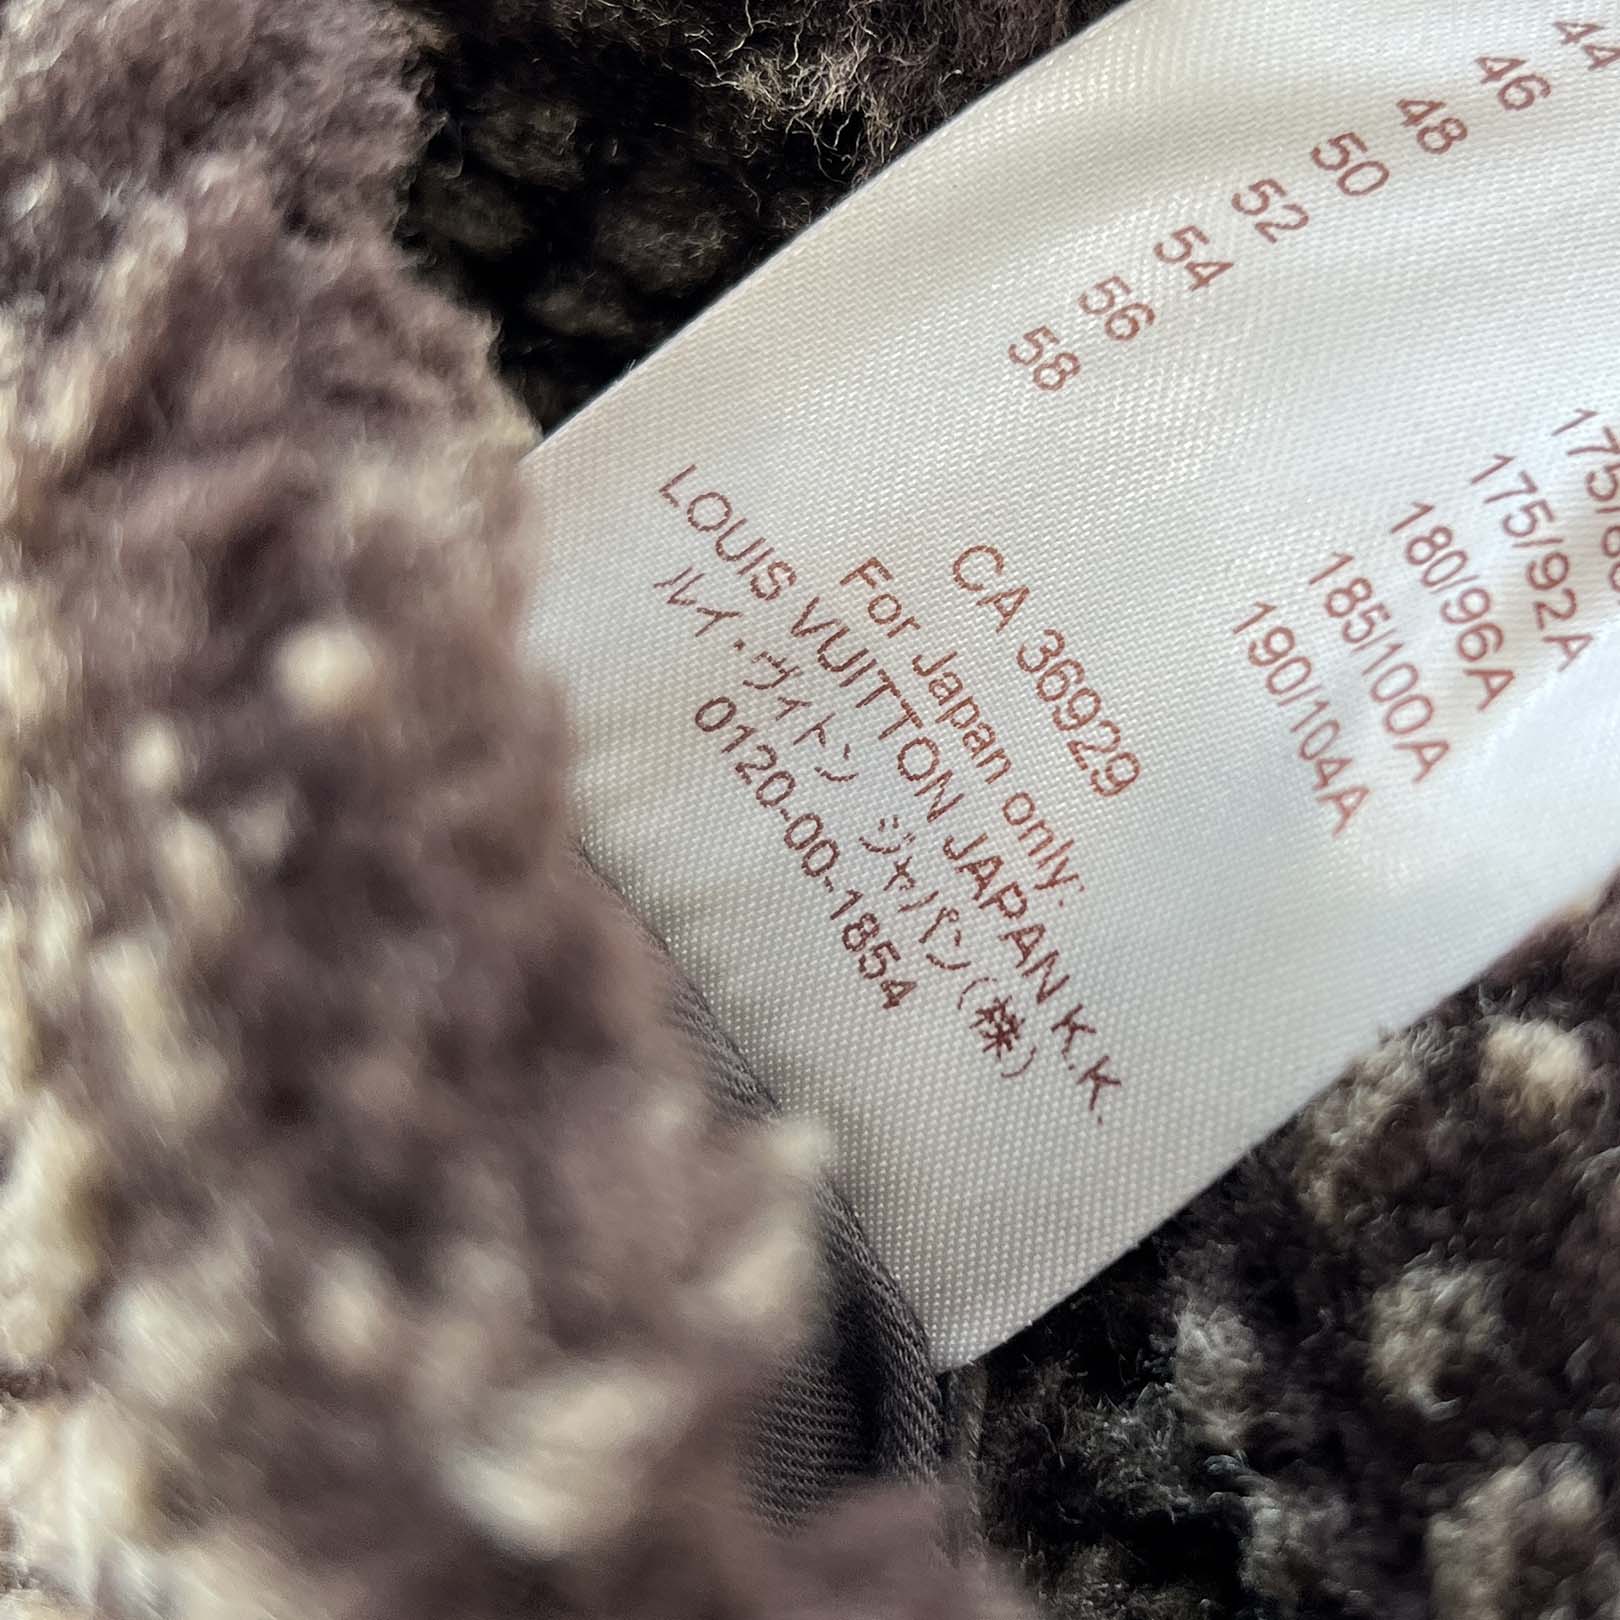 44
46
48
50
52
54
56
58
175/92A
180/96A
185/100A
190/104A
CA 36929
For Japan only:
LOUIS VUITTON JAPAN K.K.
ルイ・ヴィトン ジャパン(株)
0120-00-1854